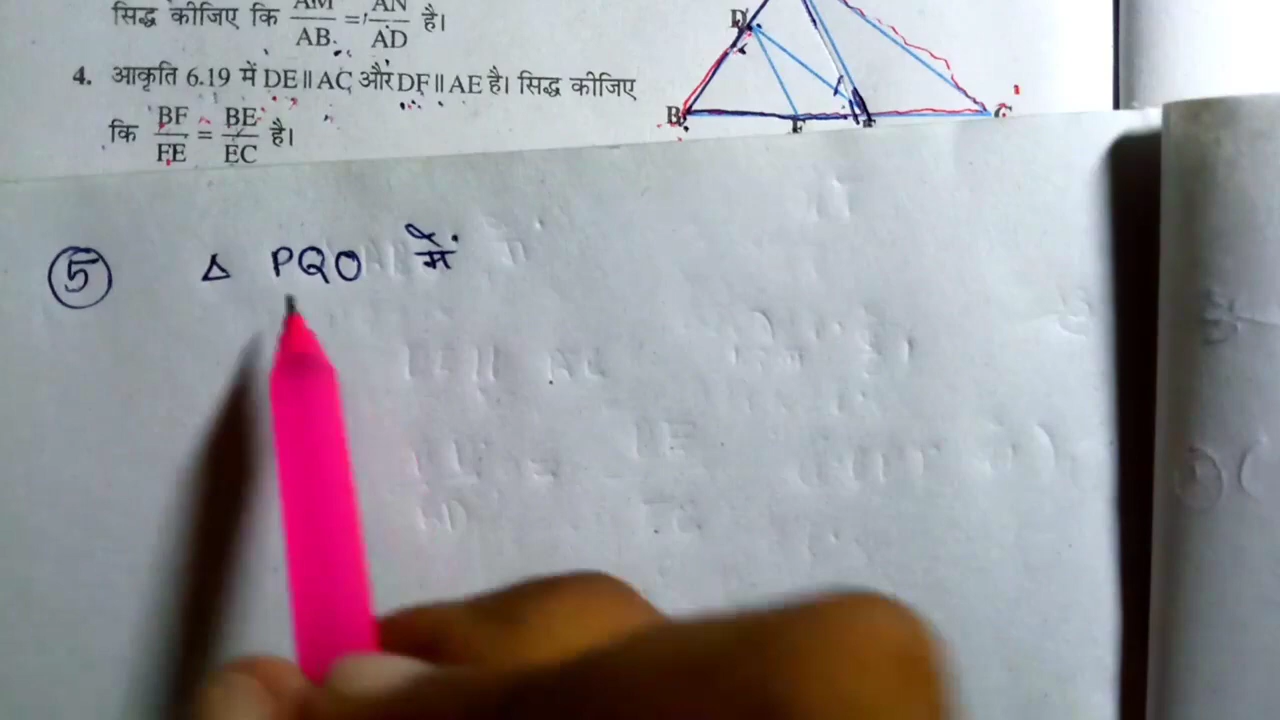 सिद्ध कीजिए कि AM/AB = AN/AD है।
4. आकृति 6.19 में DE || AC और DF || AE है। सिद्ध कीजिए
कि BF/FE = BE/EC है।
D
B F E C
5 Δ PQO में